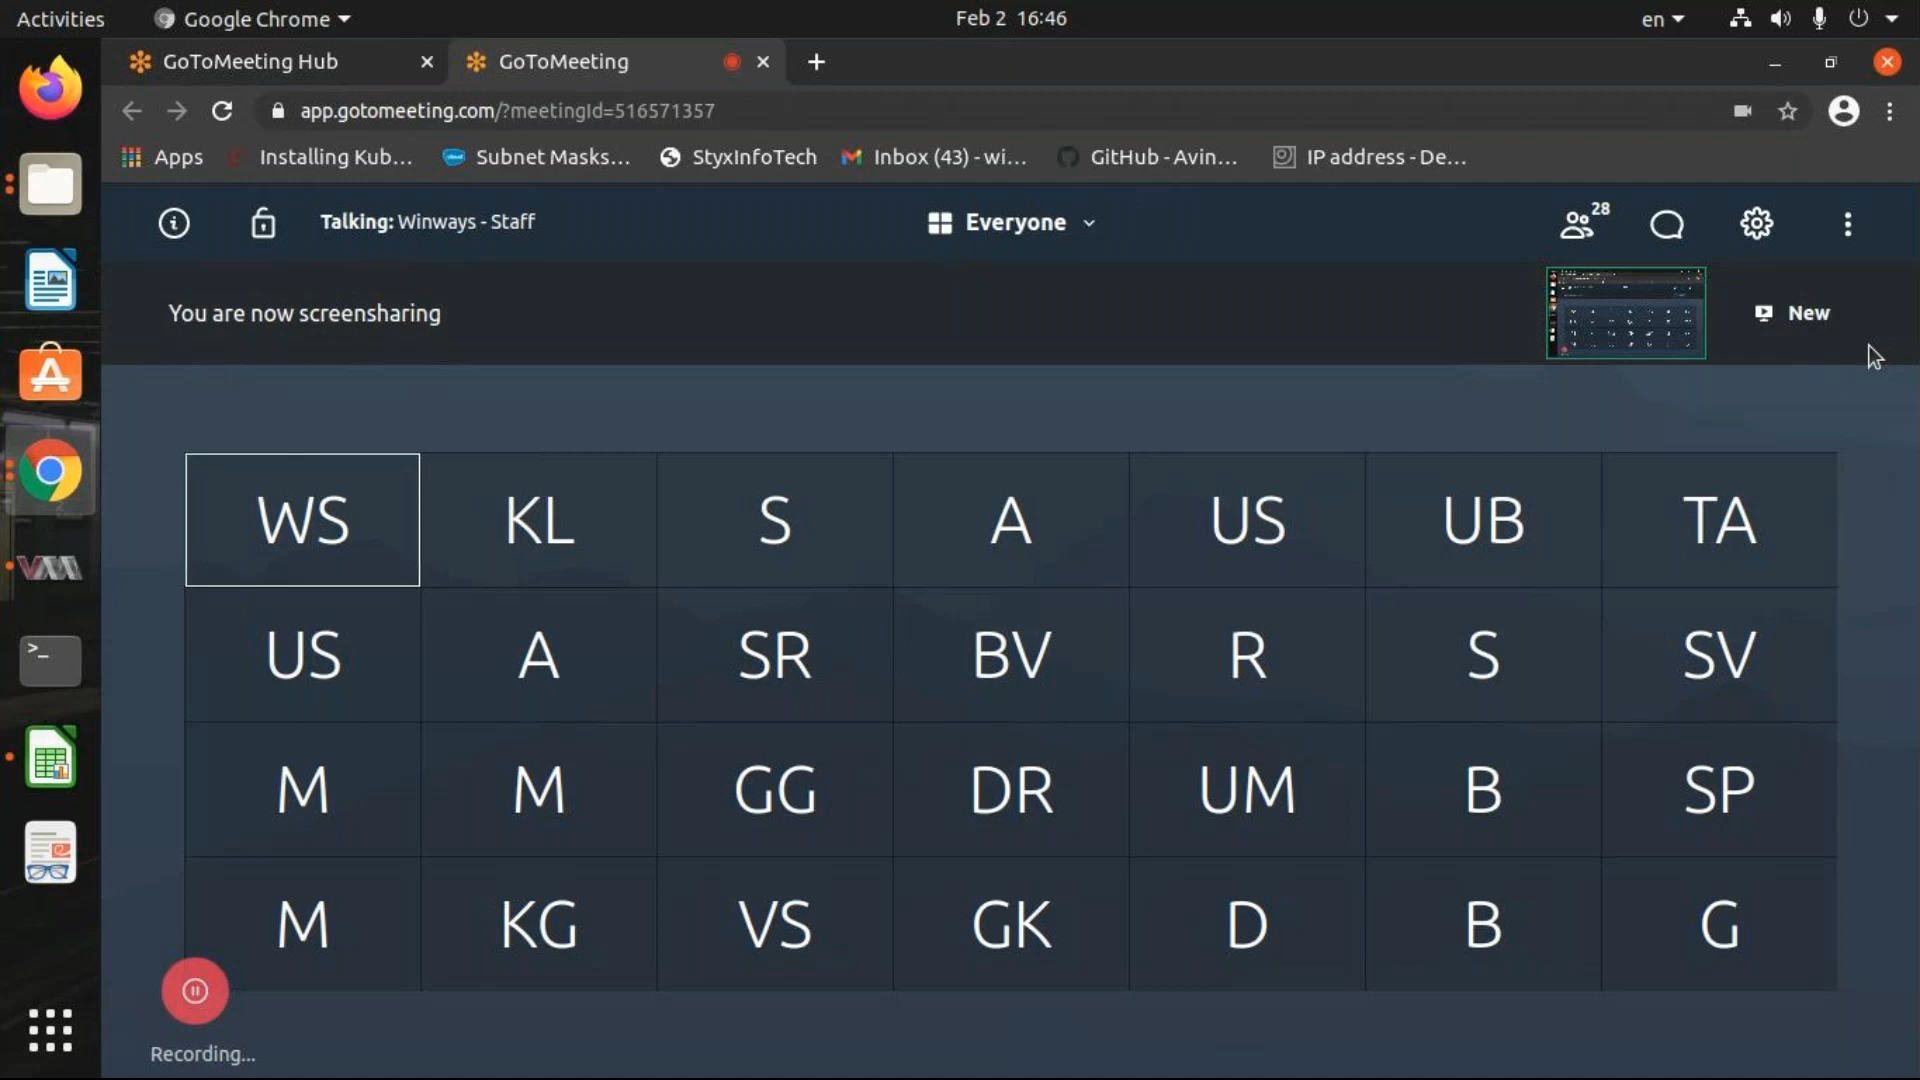 Activities Google Chrome Feb 2 16:46 en
GoToMeeting Hub GoToMeeting
app.gotomeeting.com/?meetingId=516571357
Apps Installing Kub... Subnet Masks... StyxInfoTech Inbox (43) - wi... GitHub - Avin... IP address - De...
Talking: Winways - Staff Everyone 28
You are now screensharing New
WS KL S A US UB TA
US A SR BV R S SV
M M GG DR UM B SP
M KG VS GK D B G
Recording...